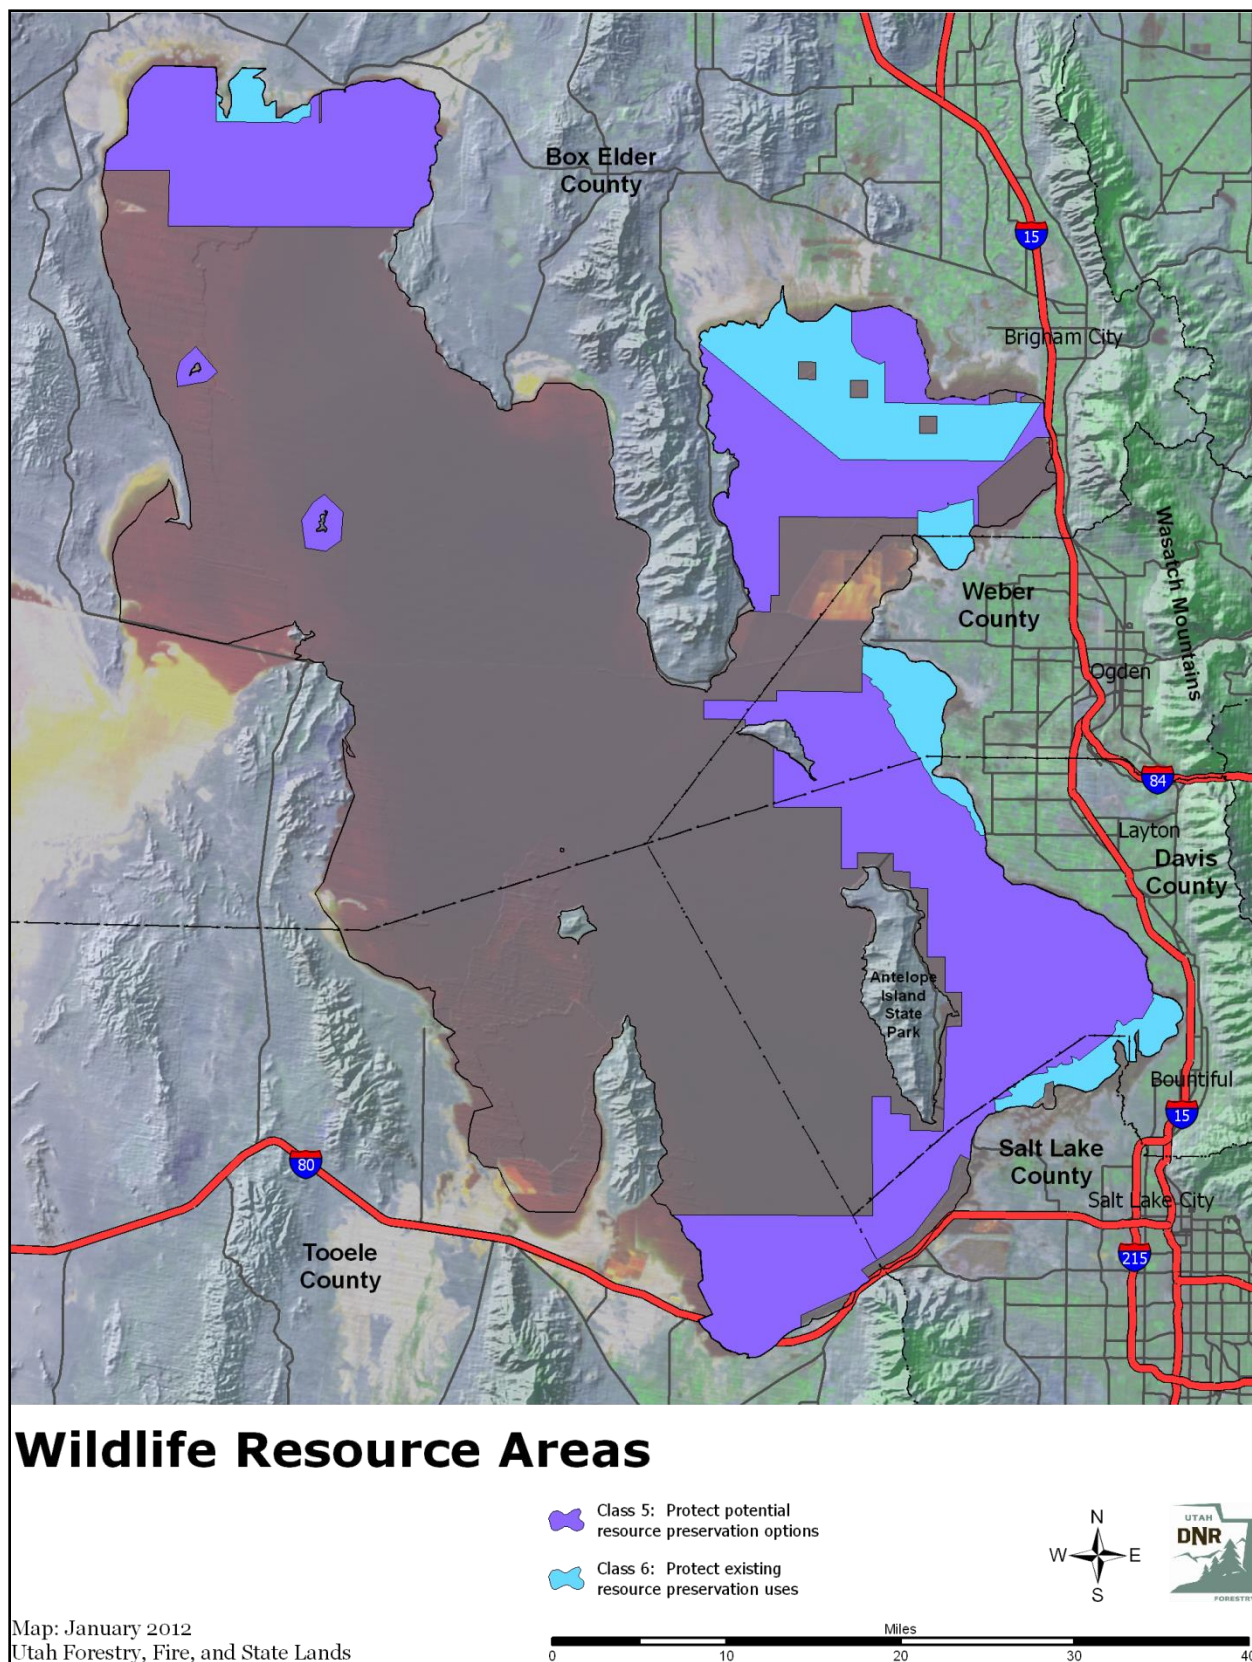 Box Elder
County
15
Brigham City
Wasatch Mountains
Weber
County
Ogden
84
Layton
Davis
County
Antelope
Island
State
Park
Bountiful
15
Salt Lake
County
80
Salt Lake City
Tooele
County
215
Wildlife Resource Areas
Class 5: Protect potential
resource preservation options
Class 6: Protect existing
resource preservation uses
N
W E
S
UTAH
DNR
FORESTRY
Map: January 2012
Utah Forestry, Fire, and State Lands
Miles
0 10 20 30 40